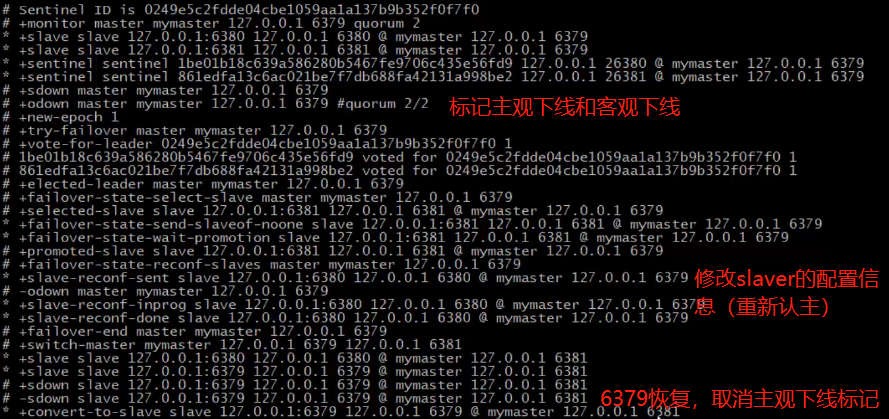 # Sentinel ID is 0249e5c2fdde04cbe1059aa1a137b9b352f0f7f0
# +monitor master mymaster 127.0.0.1 6379 quorum 2
* +slave slave 127.0.0.1:6380 127.0.0.1 6380 @ mymaster 127.0.0.1 6379
* +slave slave 127.0.0.1:6381 127.0.0.1 6381 @ mymaster 127.0.0.1 6379
* +sentinel sentinel 1be01b18c639a586280b5467fe9706c435e56fd9 127.0.0.1 26380 @ mymaster 127.0.0.1 6379
* +sentinel sentinel 861edfa13c6ac021be7f7db688fa42131a998be2 127.0.0.1 26381 @ mymaster 127.0.0.1 6379
# +sdown master mymaster 127.0.0.1 6379
# +odown master mymaster 127.0.0.1 6379 #quorum 2/2
标记主观下线和客观下线
# +new-epoch 1
# +try-failover master mymaster 127.0.0.1 6379
# +vote-for-leader 0249e5c2fdde04cbe1059aa1a137b9b352f0f7f0 1
# 1be01b18c639a586280b5467fe9706c435e56fd9 voted for 0249e5c2fdde04cbe1059aa1a137b9b352f0f7f0 1
# 861edfa13c6ac021be7f7db688fa42131a998be2 voted for 0249e5c2fdde04cbe1059aa1a137b9b352f0f7f0 1
# +elected-leader master mymaster 127.0.0.1 6379
# +failover-state-select-slave master mymaster 127.0.0.1 6379
# +selected-slave slave 127.0.0.1:6381 127.0.0.1 6381 @ mymaster 127.0.0.1 6379
* +failover-state-send-slaveof-noone slave 127.0.0.1:6381 127.0.0.1 6381 @ mymaster 127.0.0.1 6379
* +failover-state-wait-promotion slave 127.0.0.1:6381 127.0.0.1 6381 @ mymaster 127.0.0.1 6379
# +promoted-slave slave 127.0.0.1:6381 127.0.0.1 6381 @ mymaster 127.0.0.1 6379
# +failover-state-reconf-slaves master mymaster 127.0.0.1 6379
* +slave-reconf-sent slave 127.0.0.1:6380 127.0.0.1 6380 @ mymaster 127.0.0.1 6379
修改slaver的配置信
息（重新认主）
# -odown master mymaster 127.0.0.1 6379
* +slave-reconf-inprog slave 127.0.0.1:6380 127.0.0.1 6380 @ mymaster 127.0.0.1 6379
* +slave-reconf-done slave 127.0.0.1:6380 127.0.0.1 6380 @ mymaster 127.0.0.1 6379
# +failover-end master mymaster 127.0.0.1 6379
# +switch-master mymaster 127.0.0.1 6379 127.0.0.1 6381
* +slave slave 127.0.0.1:6380 127.0.0.1 6380 @ mymaster 127.0.0.1 6381
* +slave slave 127.0.0.1:6379 127.0.0.1 6379 @ mymaster 127.0.0.1 6381
# +sdown slave 127.0.0.1:6379 127.0.0.1 6379 @ mymaster 127.0.0.1 6381
# -sdown slave 127.0.0.1:6379 127.0.0.1 6379 @ mymaster 127.0.0.1 6381
6379恢复，取消主观下线标记
* +convert-to-slave slave 127.0.0.1:6379 127.0.0.1 6379 @ mymaster 127.0.0.1 6381